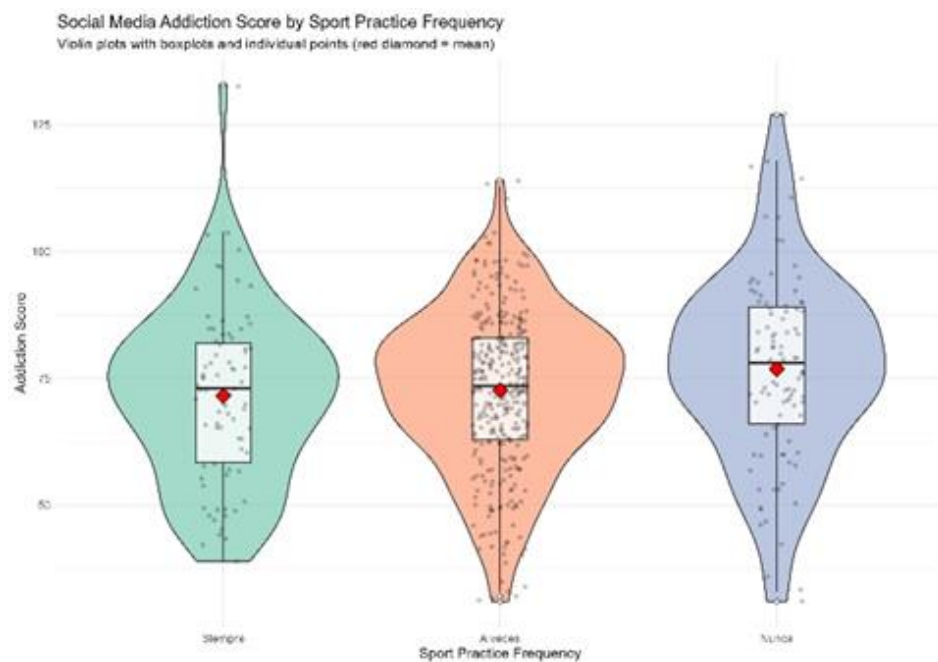 Social Media Addiction Score by Sport Practice Frequency
Violin plots with boxplots and individual points (red diamond = mean)
125
100
75
50
Addiction Score
Siempre
A veces
Nunca
Sport Practice Frequency